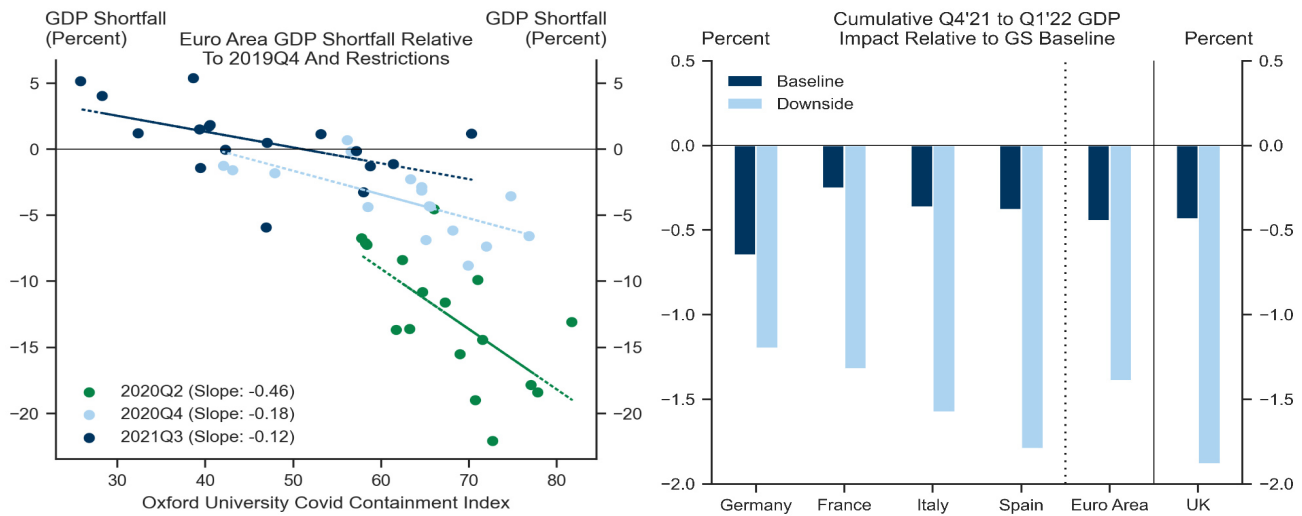 GDP Shortfall
(Percent)
GDP Shortfall
(Percent)
Euro Area GDP Shortfall Relative
To 2019Q4 And Restrictions
5
0
−5
−10
−15
−20
5
0
−5
−10
−15
−20
2020Q2 (Slope: -0.46)
2020Q4 (Slope: -0.18)
2021Q3 (Slope: -0.12)
30 40 50 60 70 80
Oxford University Covid Containment Index
Cumulative Q4'21 to Q1'22 GDP
Impact Relative to GS Baseline
Percent
Percent
0.5
0.0
−0.5
−1.0
−1.5
−2.0
0.5
0.0
−0.5
−1.0
−1.5
−2.0
Baseline
Downside
Germany France Italy Spain Euro Area UK